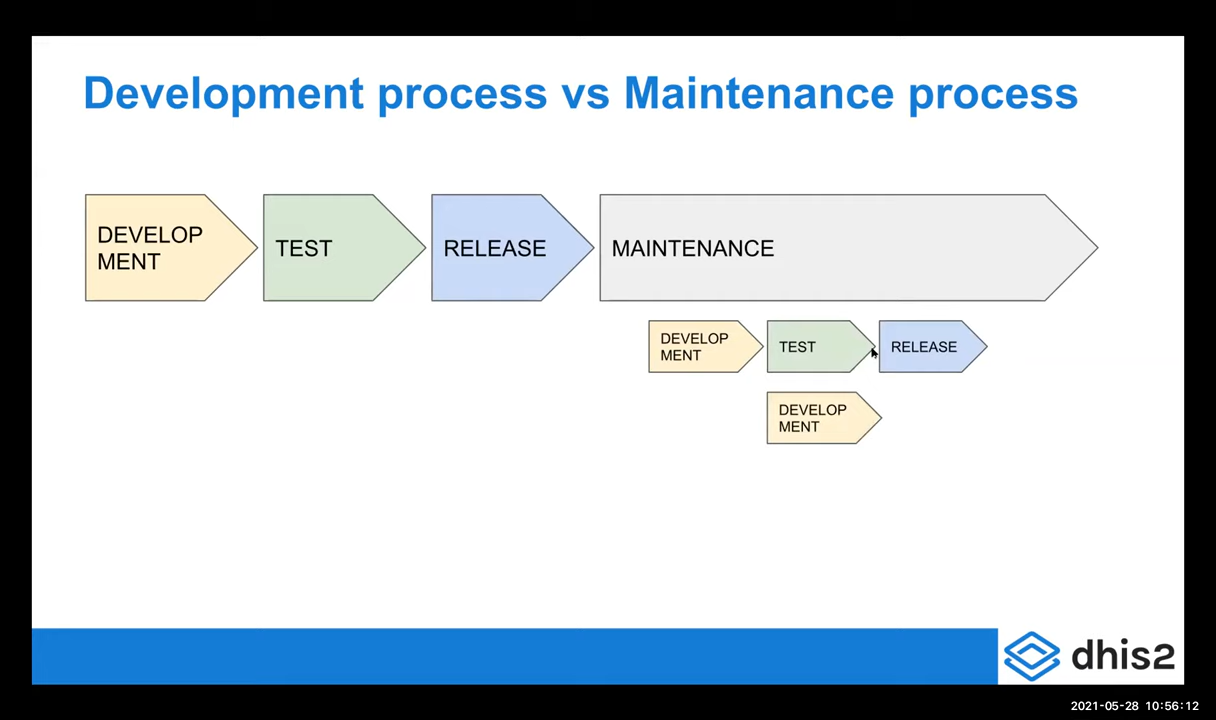 Development process vs Maintenance process
DEVELOP
MENT
TEST
RELEASE
MAINTENANCE
DEVELOP
MENT
TEST
RELEASE
DEVELOP
MENT
dhis2
2021-05-28 10:56:12